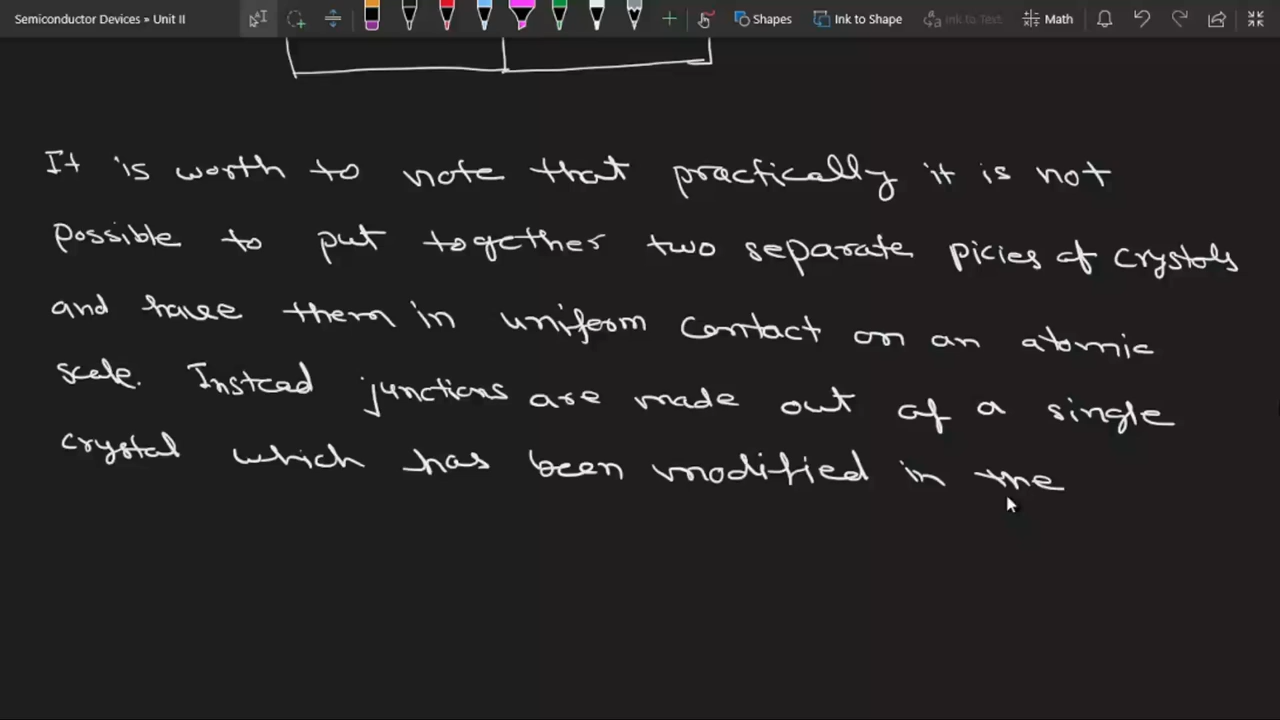 Semiconductor Devices » Unit II
Shapes
Ink to Shape
Ink to Text
Math
It is worth to note that practically it is not
possible to put together two separate picies of crystals
and have them in uniform contact on an atomic
scale. Instead junctions are made out of a single
crystal which has been modified in the